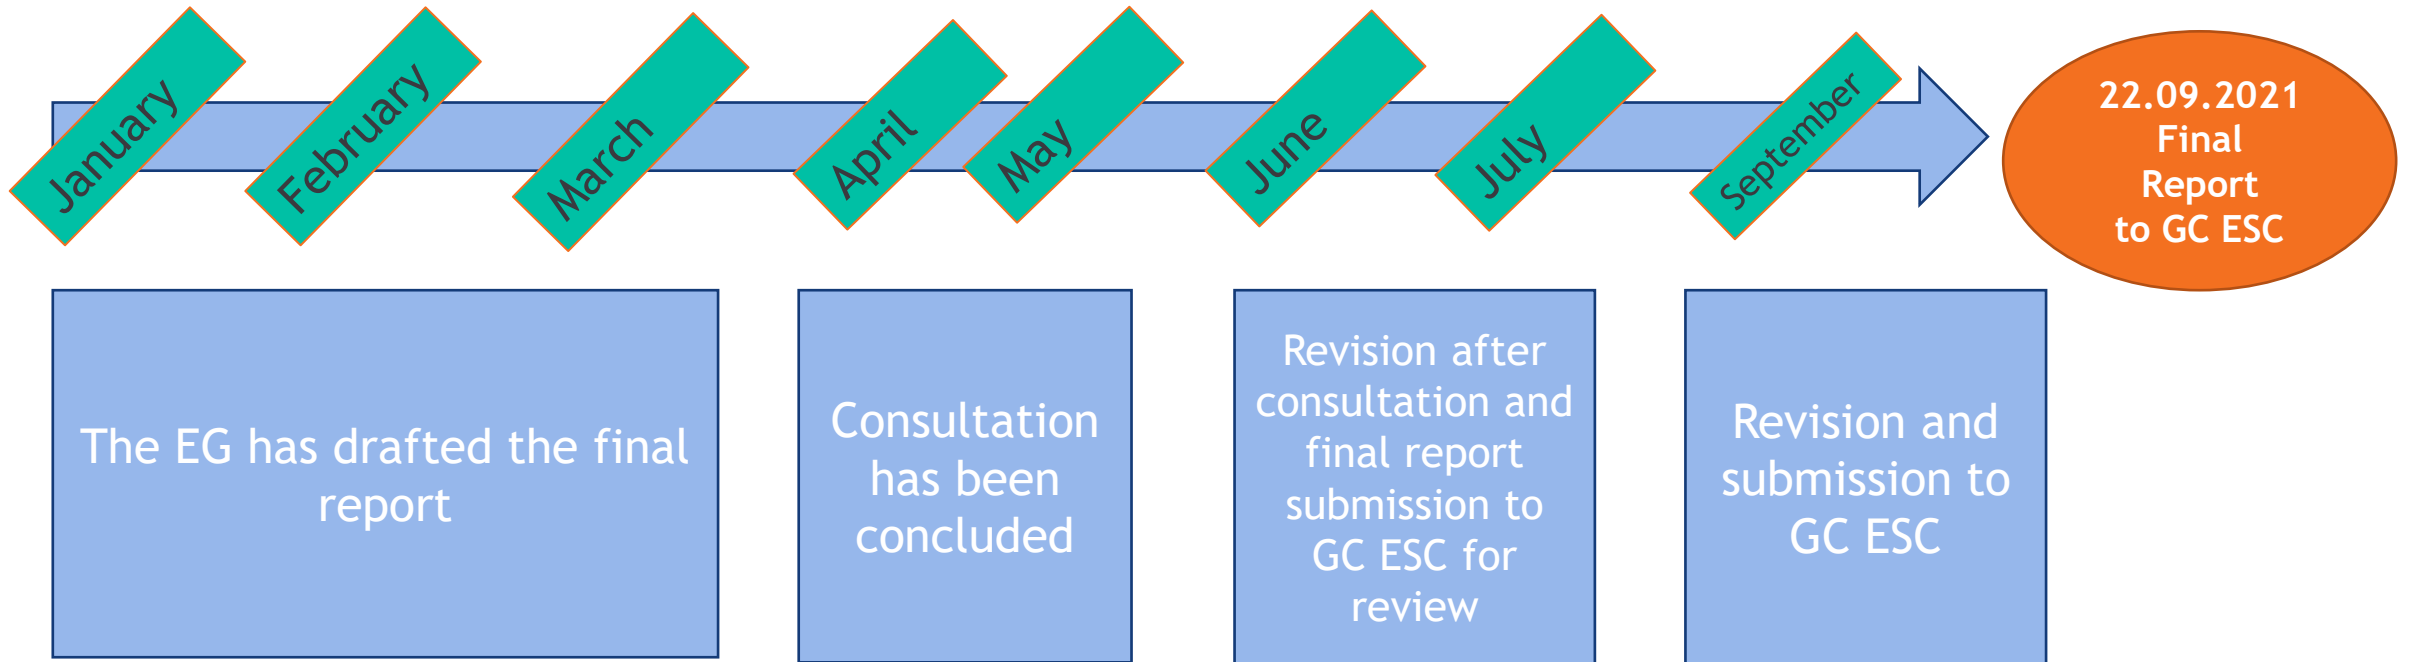 January
February
March
April
May
June
July
September
22.09.2021
Final
Report
to GC ESC
The EG has drafted the final
report
Consultation
has been
concluded
Revision after
consultation and
final report
submission to
GC ESC for
review
Revision and
submission to
GC ESC